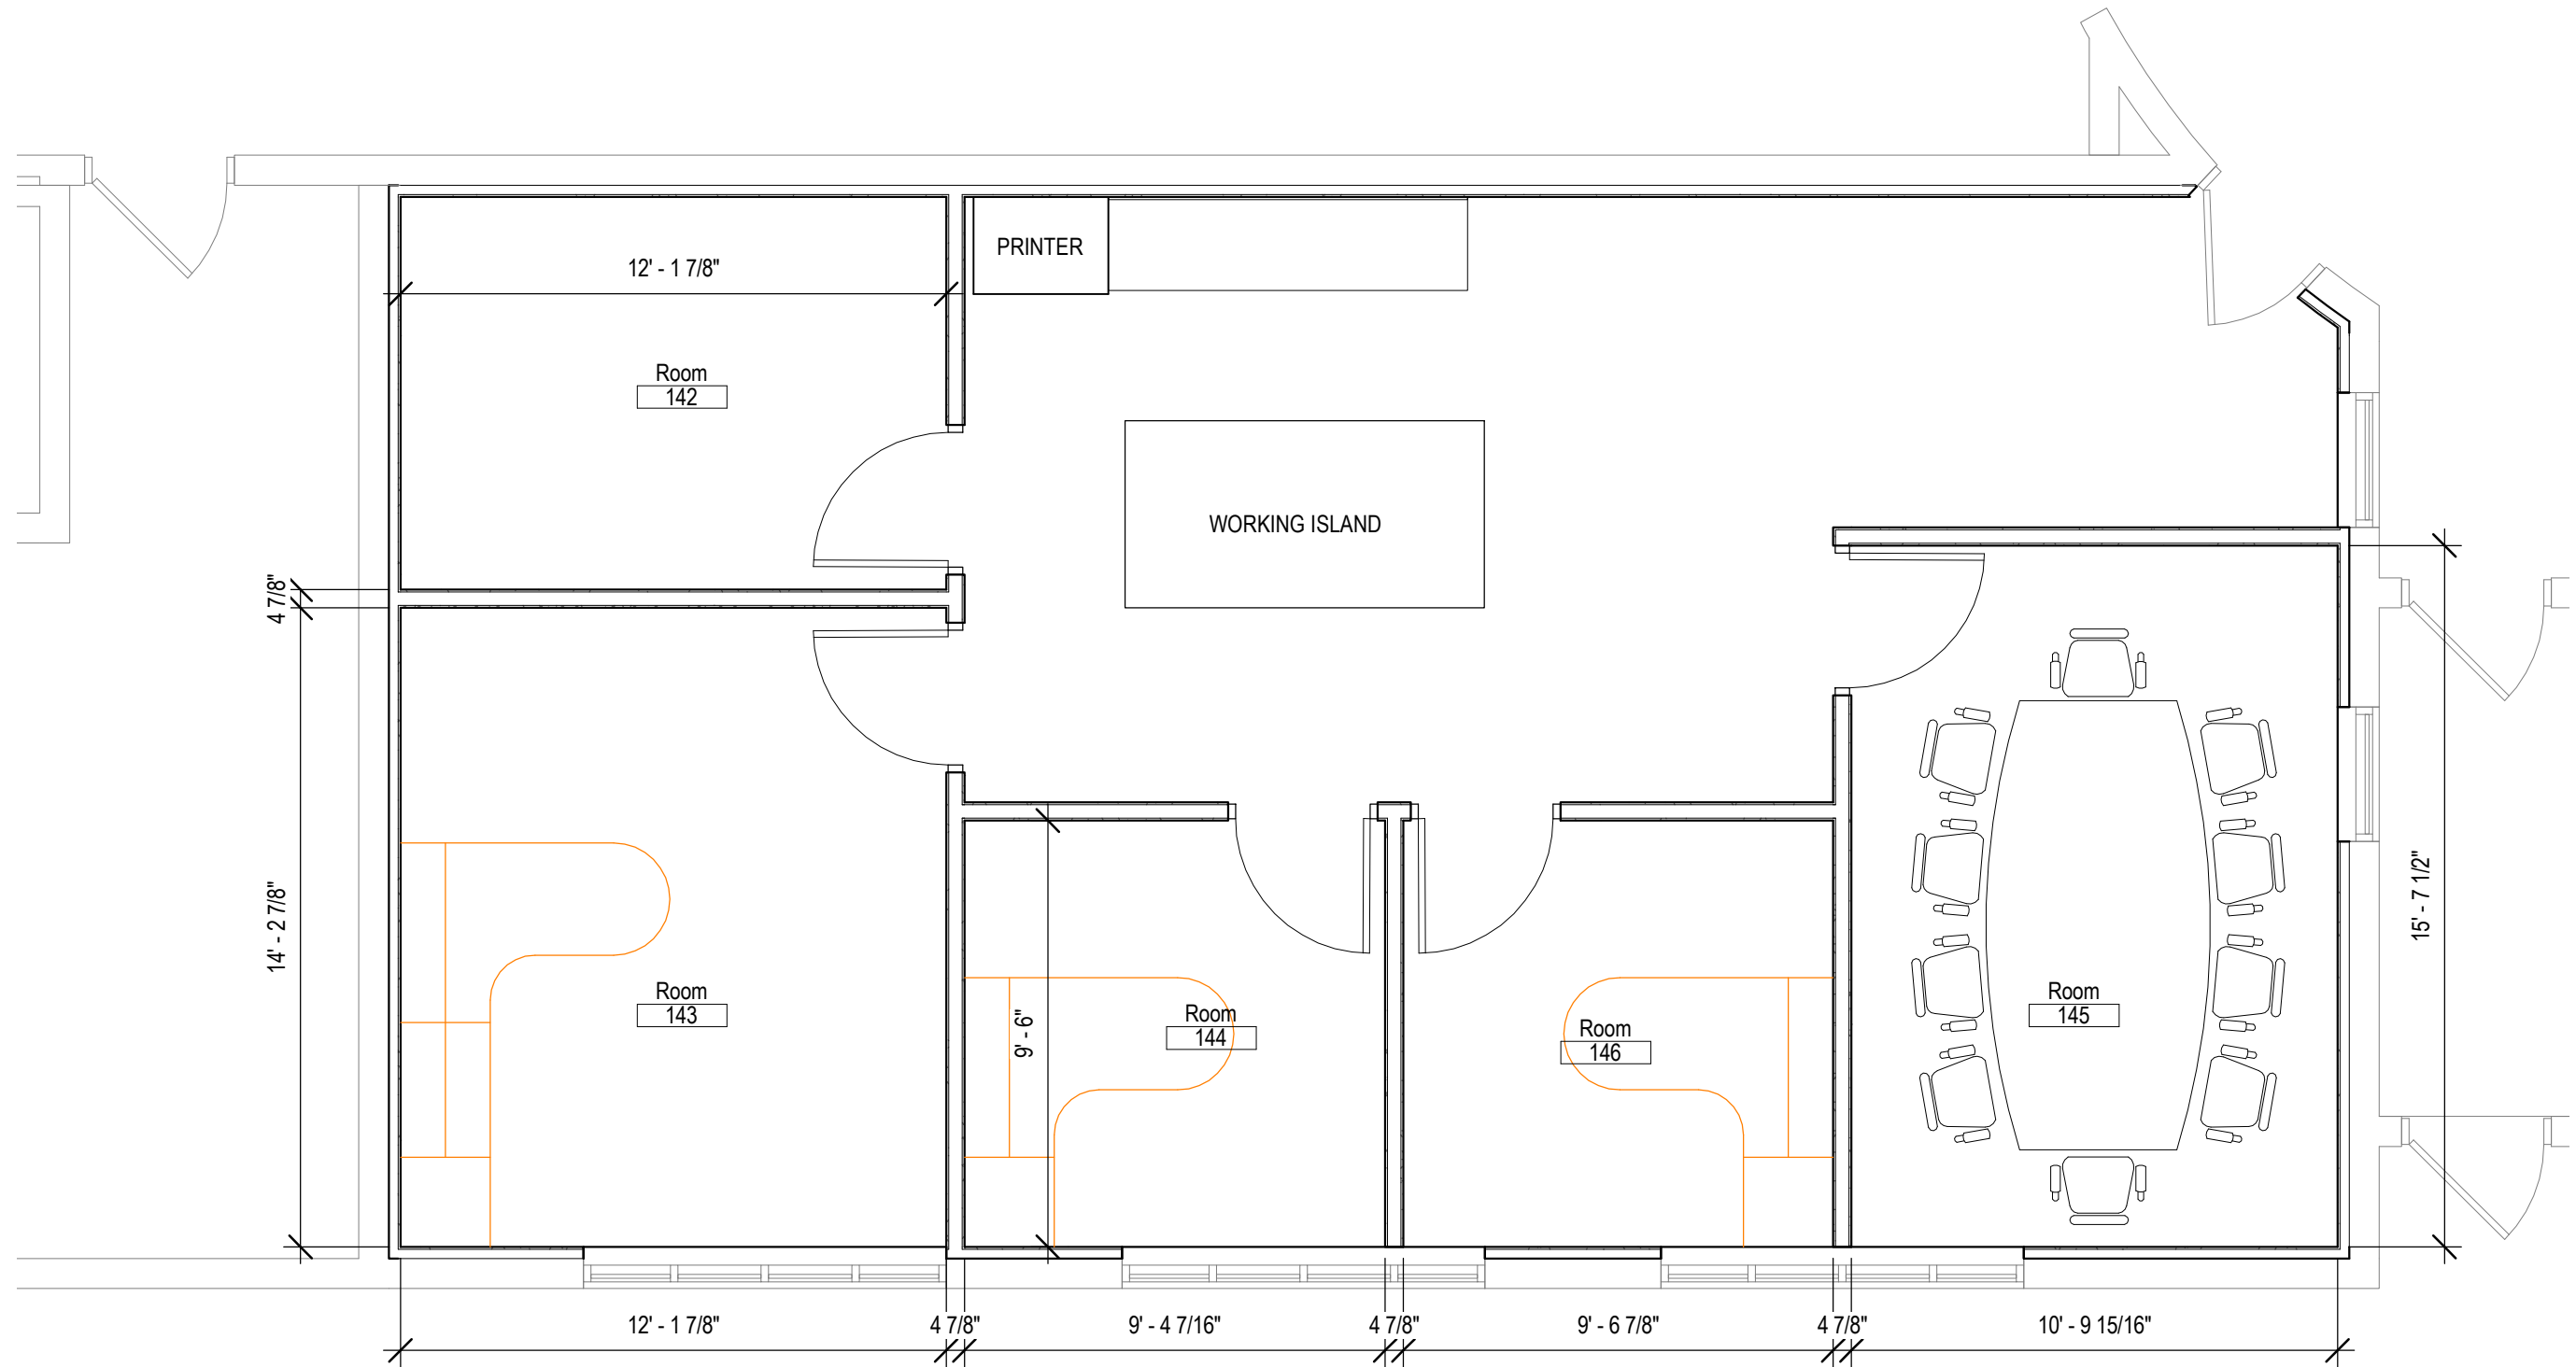 PRINTER
12' - 1 7/8"
Room
142
WORKING ISLAND
4 7/8"
14' - 2 7/8"
Room
143
9' - 6"
Room
144
Room
146
Room
145
15' - 7 1/2"
12' - 1 7/8"
4 7/8"
9' - 4 7/16"
4 7/8"
9' - 6 7/8"
4 7/8"
10' - 9 15/16"